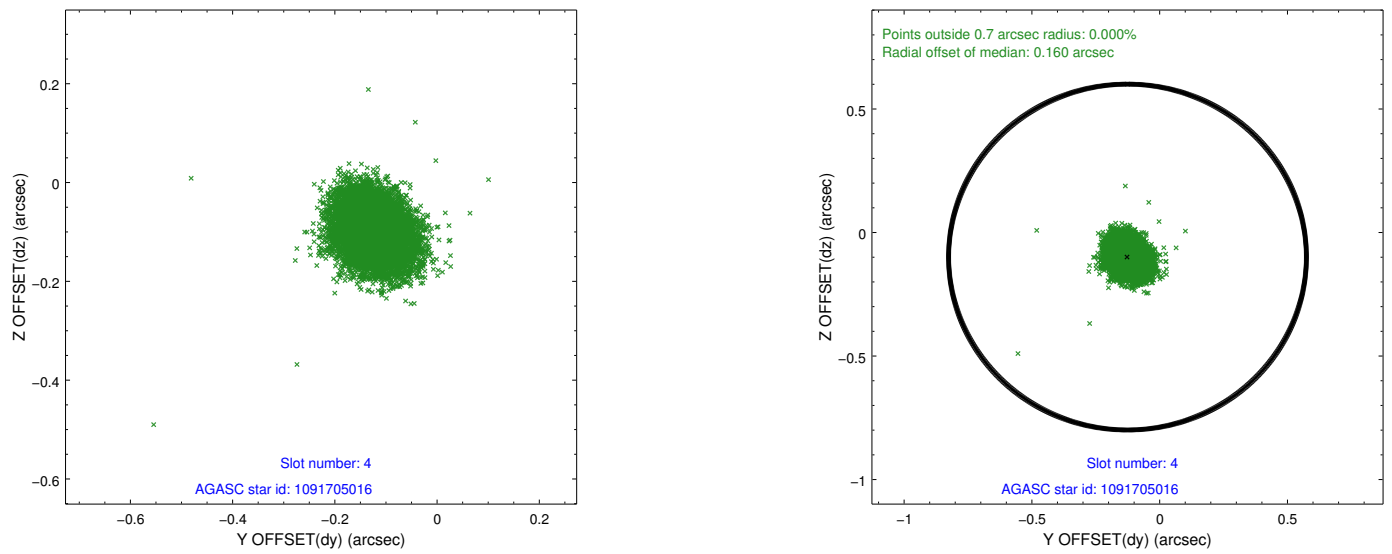 0.2
0
−0.2
−0.4
−0.6
Z OFFSET(dz) (arcsec)
−0.6
−0.4
−0.2
0
0.2
Y OFFSET(dy) (arcsec)
Slot number: 4
AGASC star id: 1091705016
Points outside 0.7 arcsec radius: 0.000%
Radial offset of median: 0.160 arcsec
0.5
0
−0.5
−1
Z OFFSET(dz) (arcsec)
−1
−0.5
0
0.5
Y OFFSET(dy) (arcsec)
Slot number: 4
AGASC star id: 1091705016